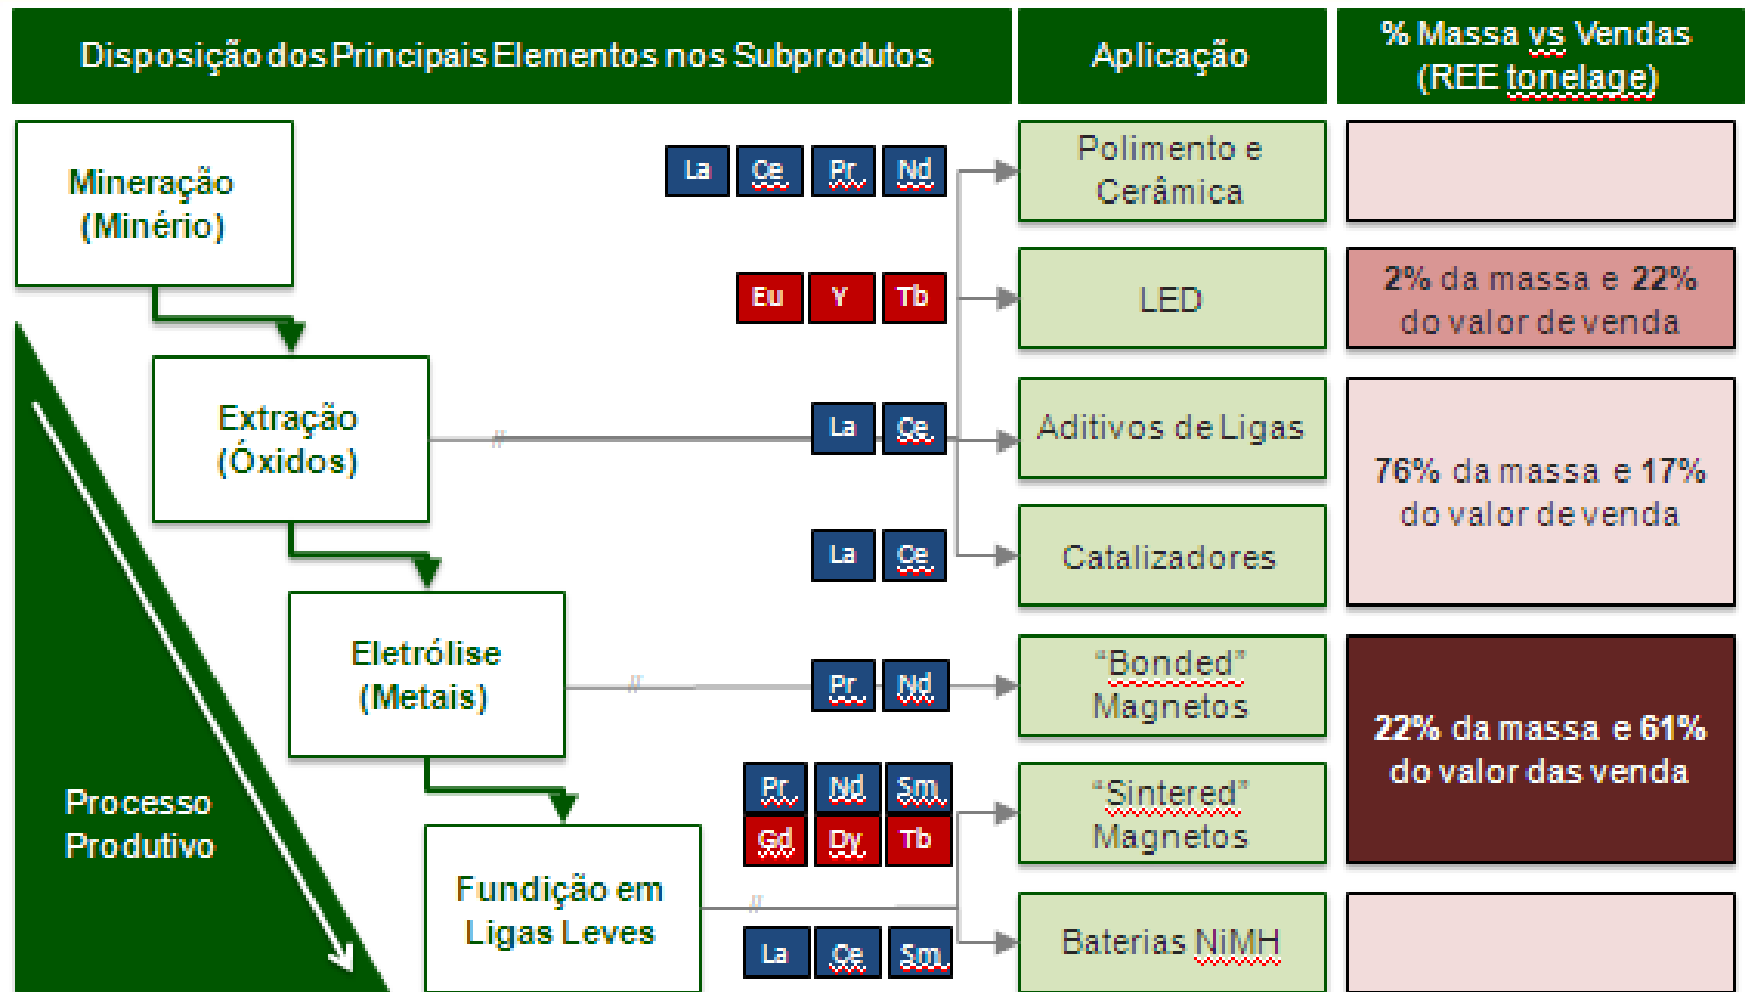 Disposição dos Principais Elementos nos Subprodutos
Aplicação
% Massa vs Vendas
(REE tonelage)
Mineração
(Minério)
La Ce Pr Nd
Polimento e
Cerâmica
Eu Y Tb
LED
2% da massa e 22%
do valor de venda
Extração
(Óxidos)
La Ce
Aditivos de Ligas
76% da massa e 17%
do valor de venda
La Ce
Catalizadores
Eletrólise
(Metais)
Pr Nd
“Bonded”
Magnetos
22% da massa e 61%
do valor das venda
Pr Nd Sm
Gd Dy Tb
“Sintered”
Magnetos
Processo
Produtivo
Fundição em
Ligas Leves
La Ce Sm
Baterias NiMH